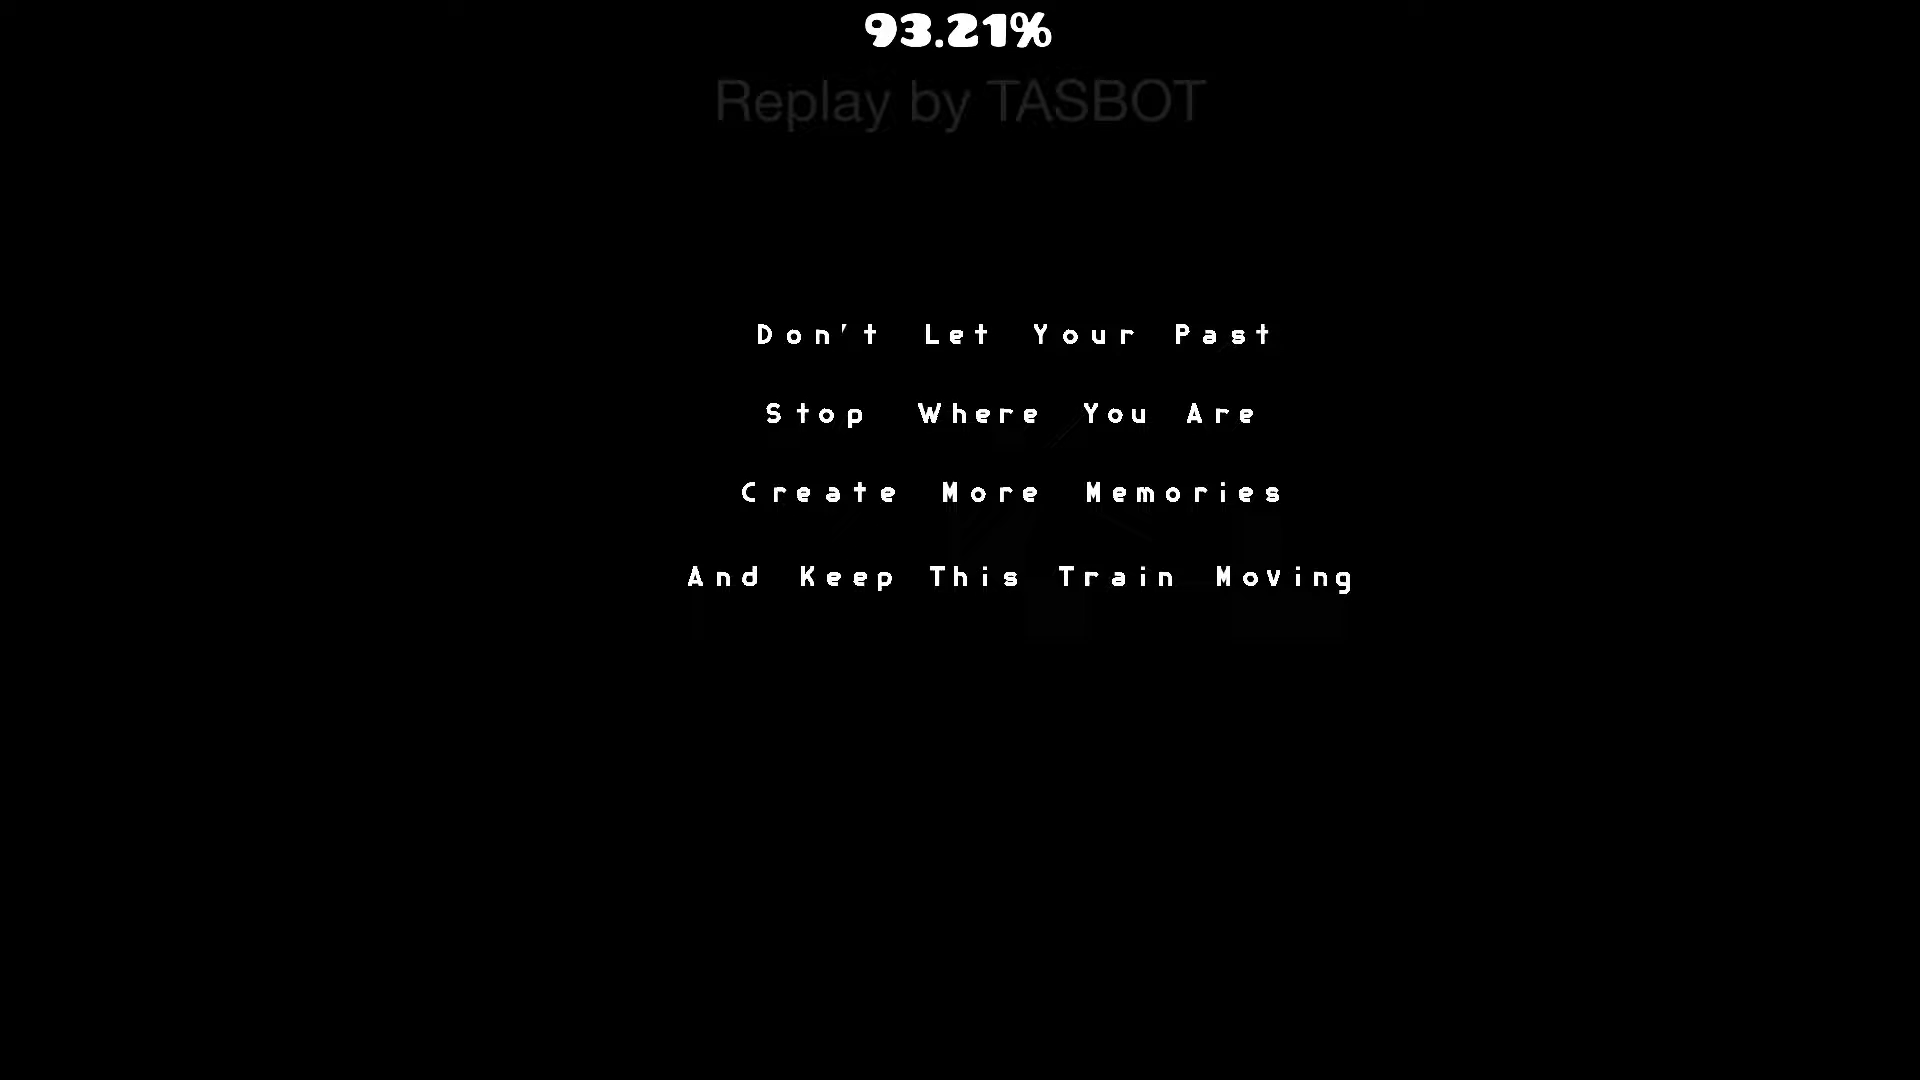 93.21%
Replay by TASBOT
Don't Let Your Past
Stop Where You Are
Create More Memories
And Keep This Train Moving